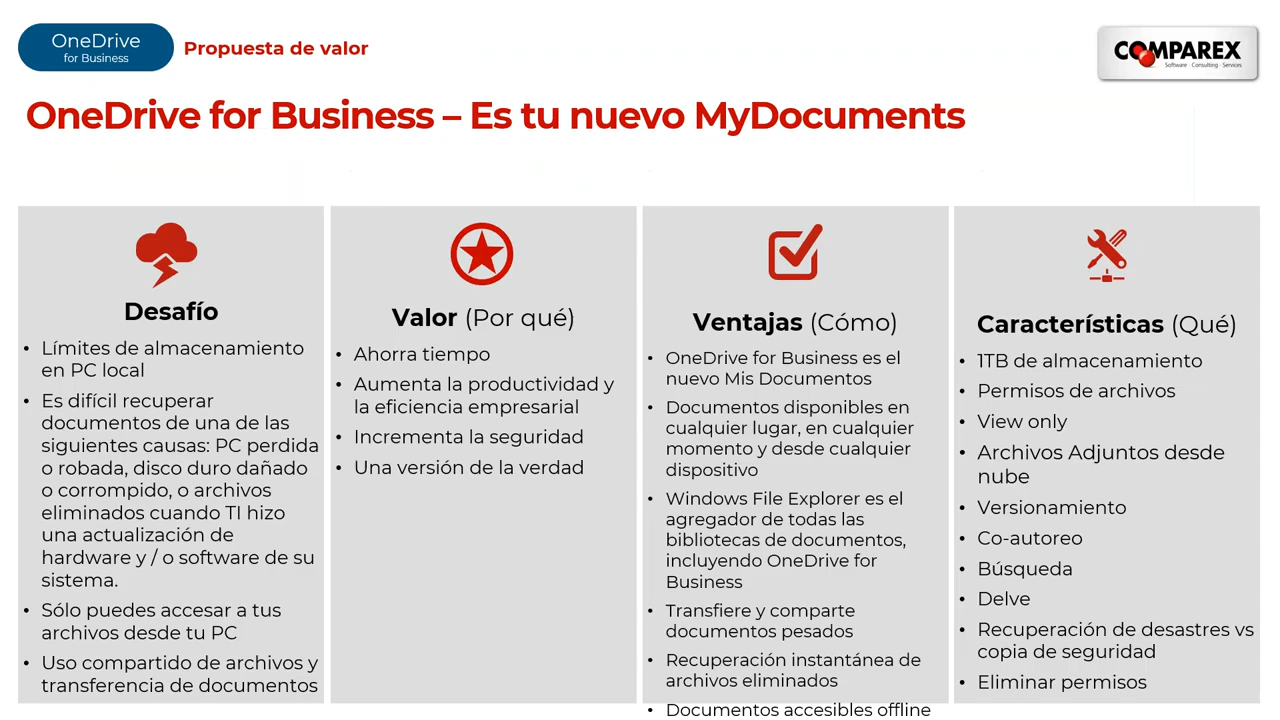 OneDrive
for Business
Propuesta de valor
COMPAREX
Software · Consulting · Services
OneDrive for Business – Es tu nuevo MyDocuments
Desafío
• Límites de almacenamiento
en PC local
• Es difícil recuperar
documentos de una de las
siguientes causas: PC perdida
o robada, disco duro dañado
o corrompido, o archivos
eliminados cuando TI hizo
una actualización de
hardware y / o software de su
sistema.
• Sólo puedes accesar a tus
archivos desde tu PC
• Uso compartido de archivos y
transferencia de documentos
Valor (Por qué)
• Ahorra tiempo
• Aumenta la productividad y
la eficiencia empresarial
• Incrementa la seguridad
• Una versión de la verdad
Ventajas (Cómo)
• OneDrive for Business es el
nuevo Mis Documentos
• Documentos disponibles en
cualquier lugar, en cualquier
momento y desde cualquier
dispositivo
• Windows File Explorer es el
agregador de todas las
bibliotecas de documentos,
incluyendo OneDrive for
Business
• Transfiere y comparte
documentos pesados
• Recuperación instantánea de
archivos eliminados
• Documentos accesibles offline
Características (Qué)
• 1TB de almacenamiento
• Permisos de archivos
• View only
• Archivos Adjuntos desde
nube
• Versionamiento
• Co-autoreo
• Búsqueda
• Delve
• Recuperación de desastres vs
copia de seguridad
• Eliminar permisos